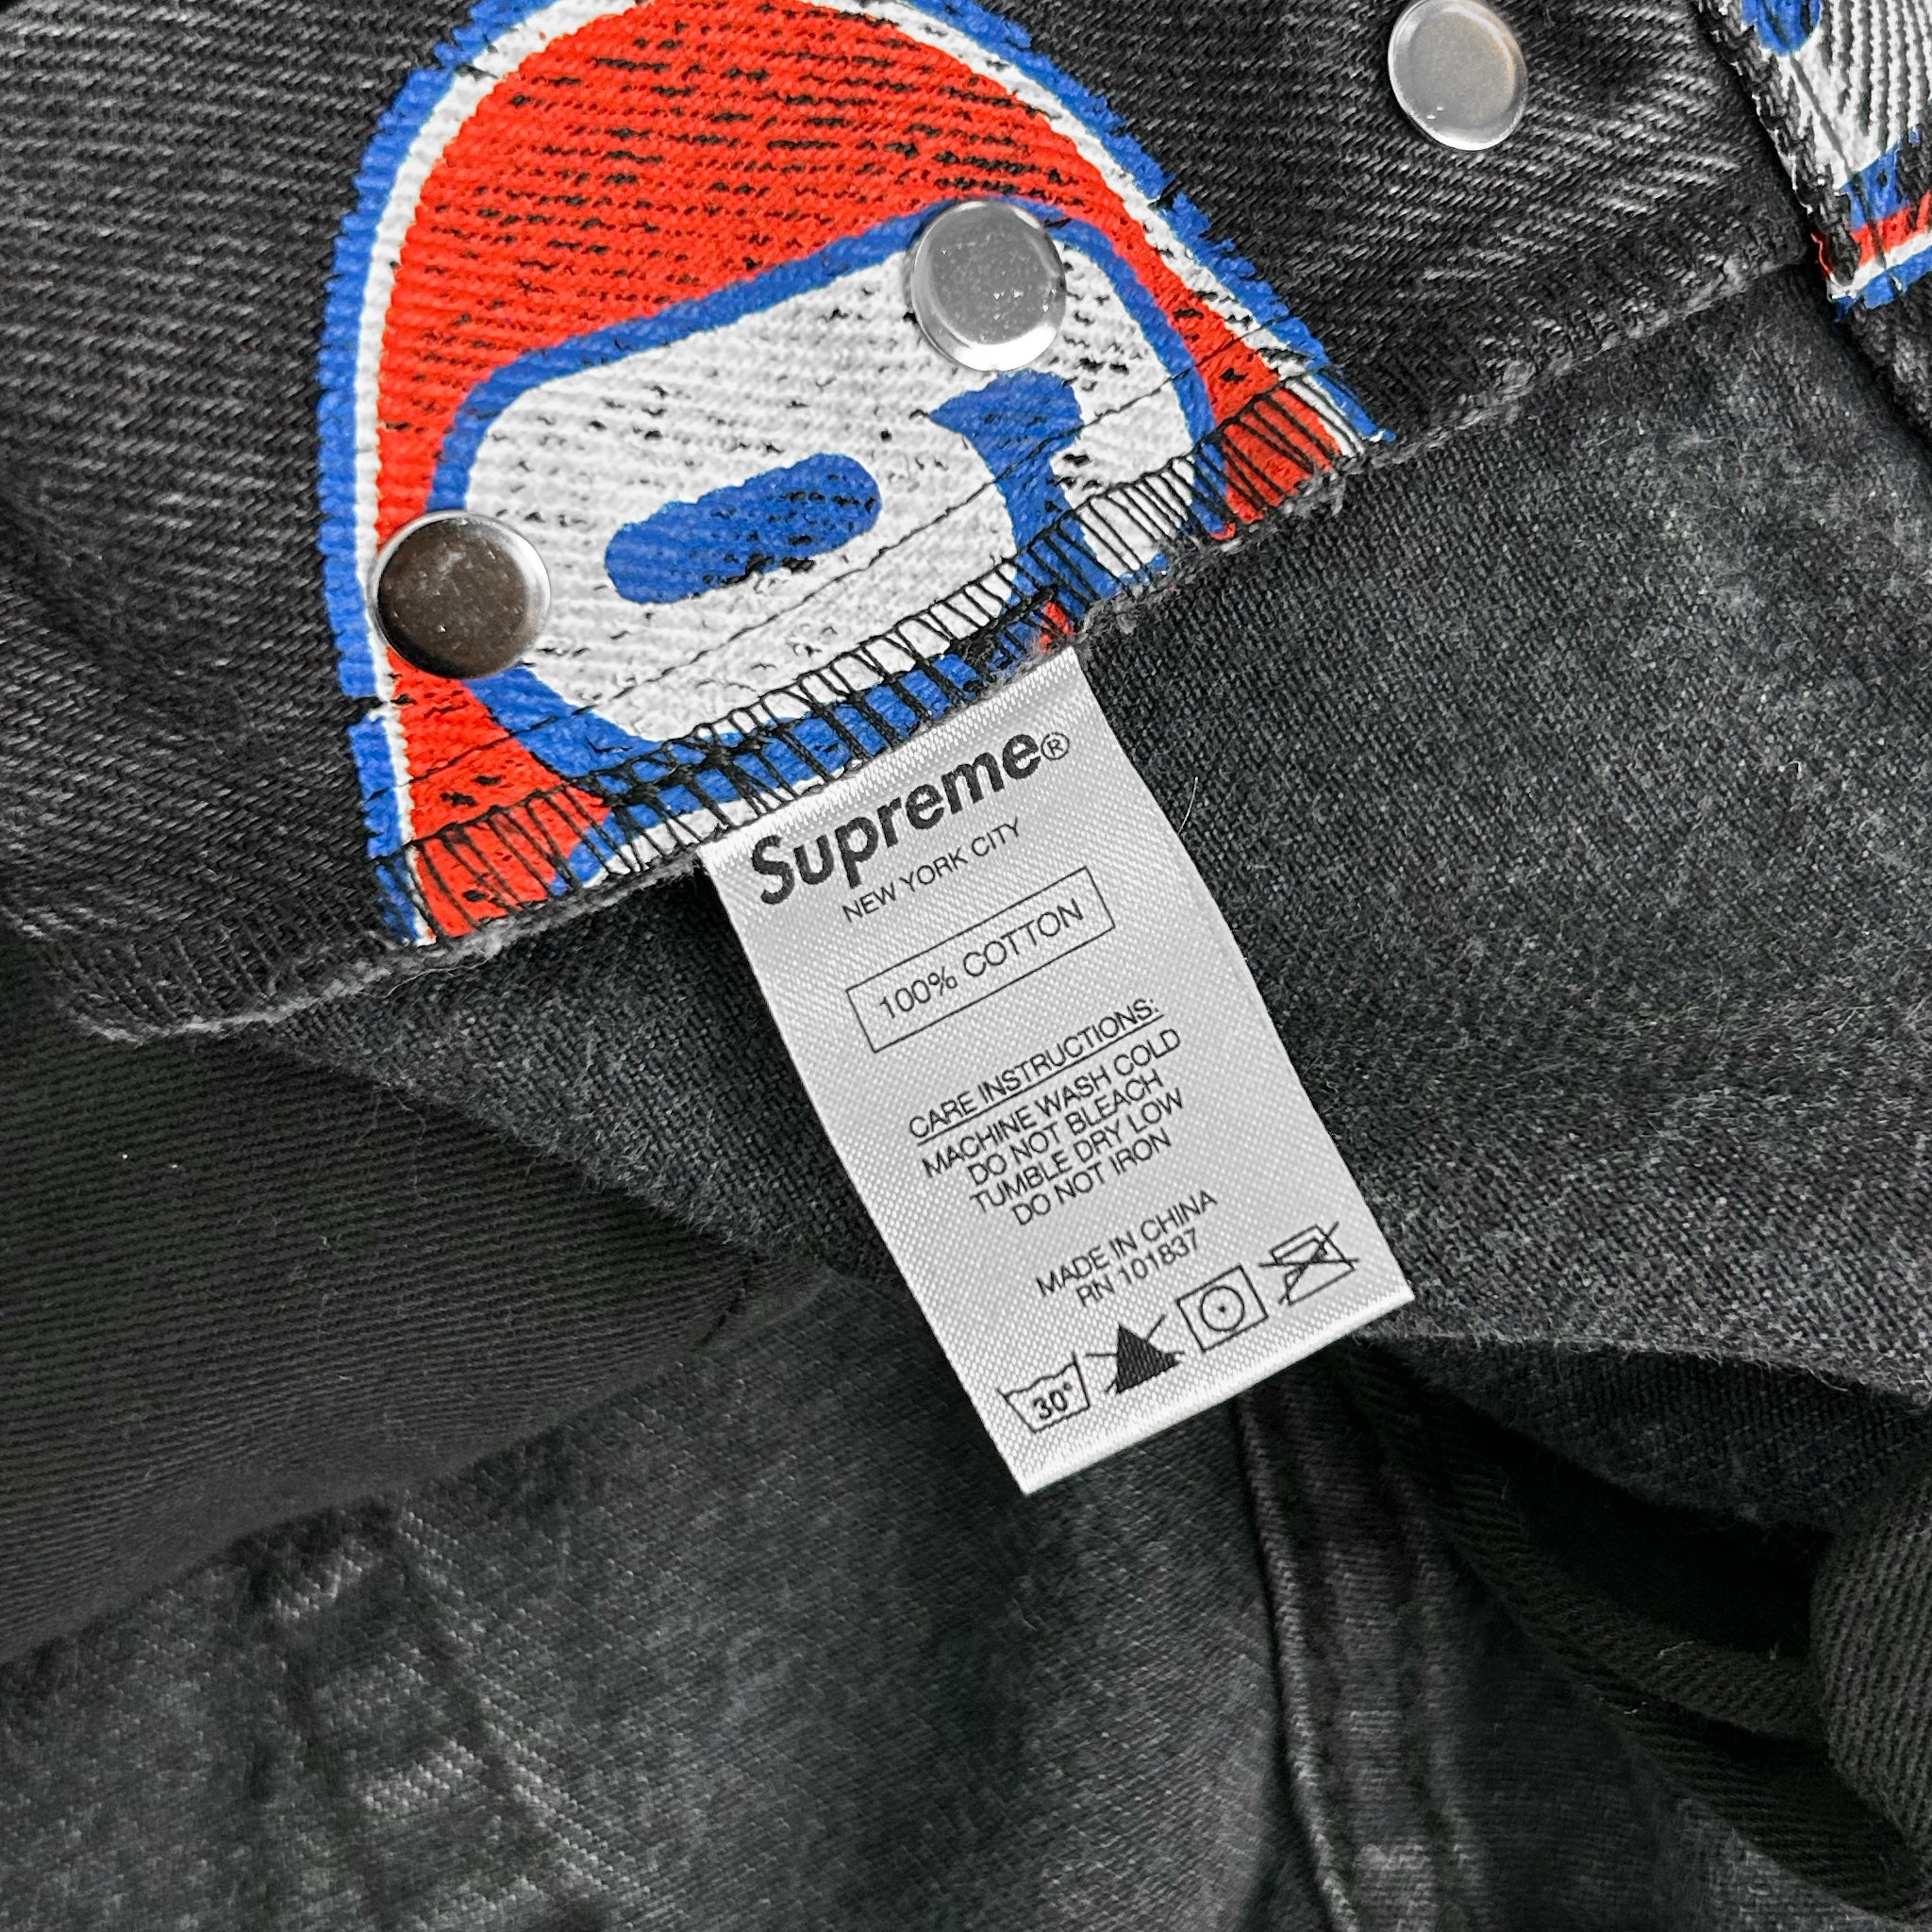 Supreme®
NEW YORK CITY
100% COTTON
CARE INSTRUCTIONS:
MACHINE WASH COLD
DO NOT BLEACH
TUMBLE DRY LOW
DO NOT IRON
MADE IN CHINA
RN 101837
30°